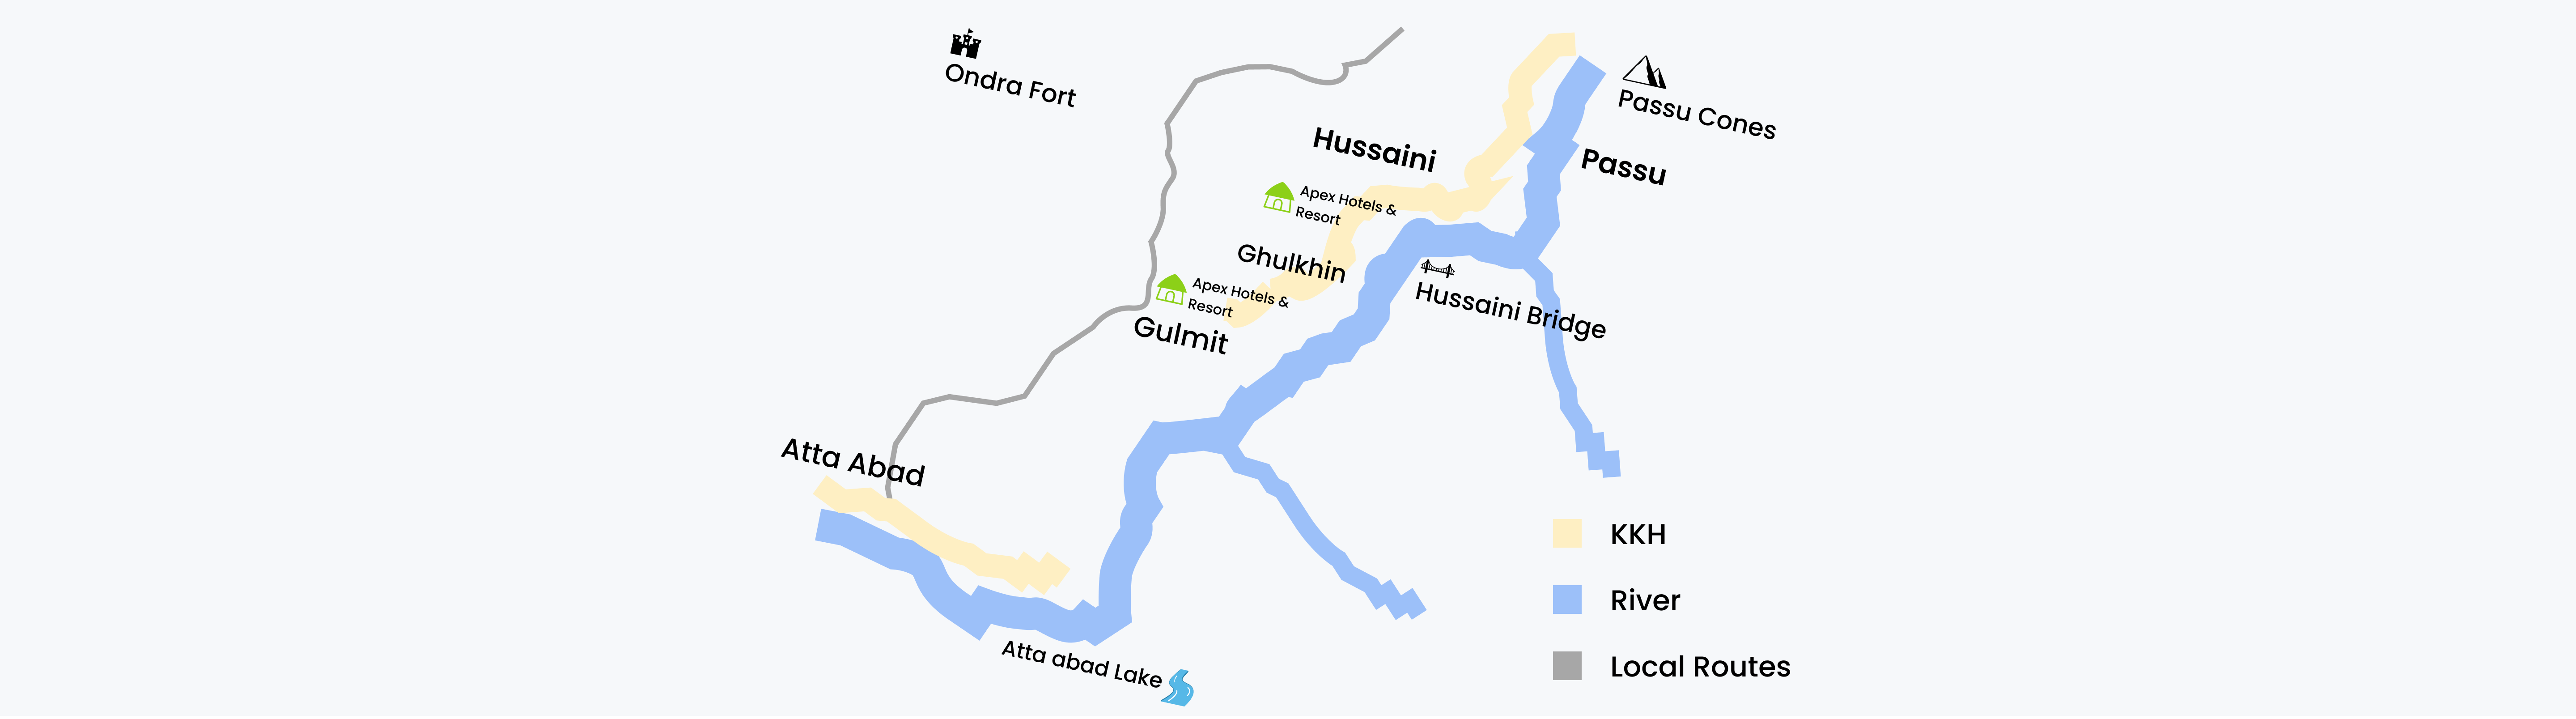 Ondra Fort
Passu Cones
Hussaini
Passu
Apex Hotels &
Resort
Ghulkhin
Apex Hotels &
Resort
Hussaini Bridge
Gulmit
Atta Abad
KKH
River
Atta abad Lake
Local Routes